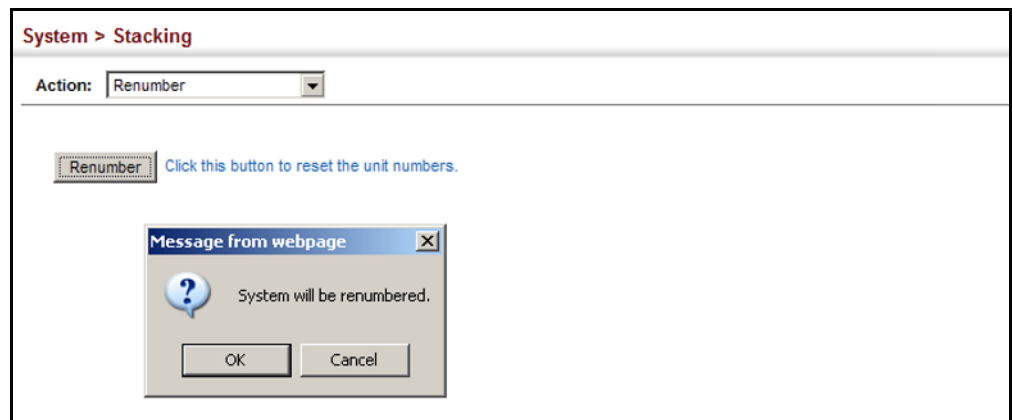 System > Stacking
Action: Renumber
Renumber Click this button to reset the unit numbers.
Message from webpage
System will be renumbered.
OK Cancel